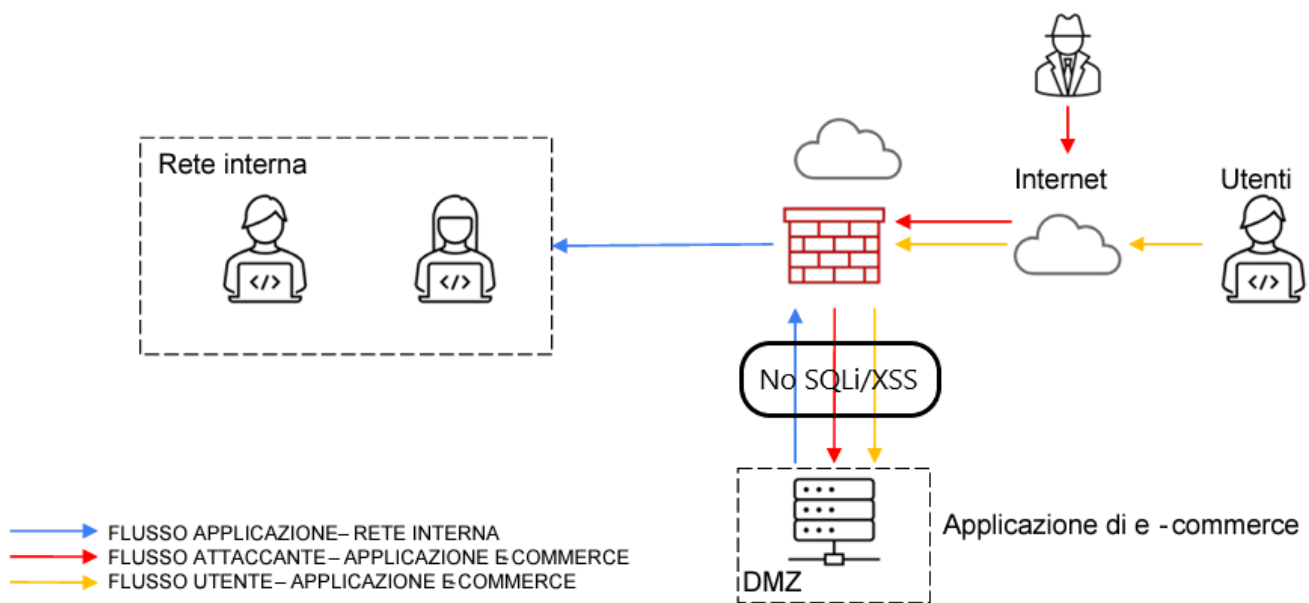 Rete interna
Internet
Utenti
</>
</>
</>
No SQLi/XSS
Applicazione di e -commerce
DMZ
FLUSSO APPLICAZIONE– RETE INTERNA
FLUSSO ATTACCANTE– APPLICAZIONE E-COMMERCE
FLUSSO UTENTE– APPLICAZIONE E-COMMERCE